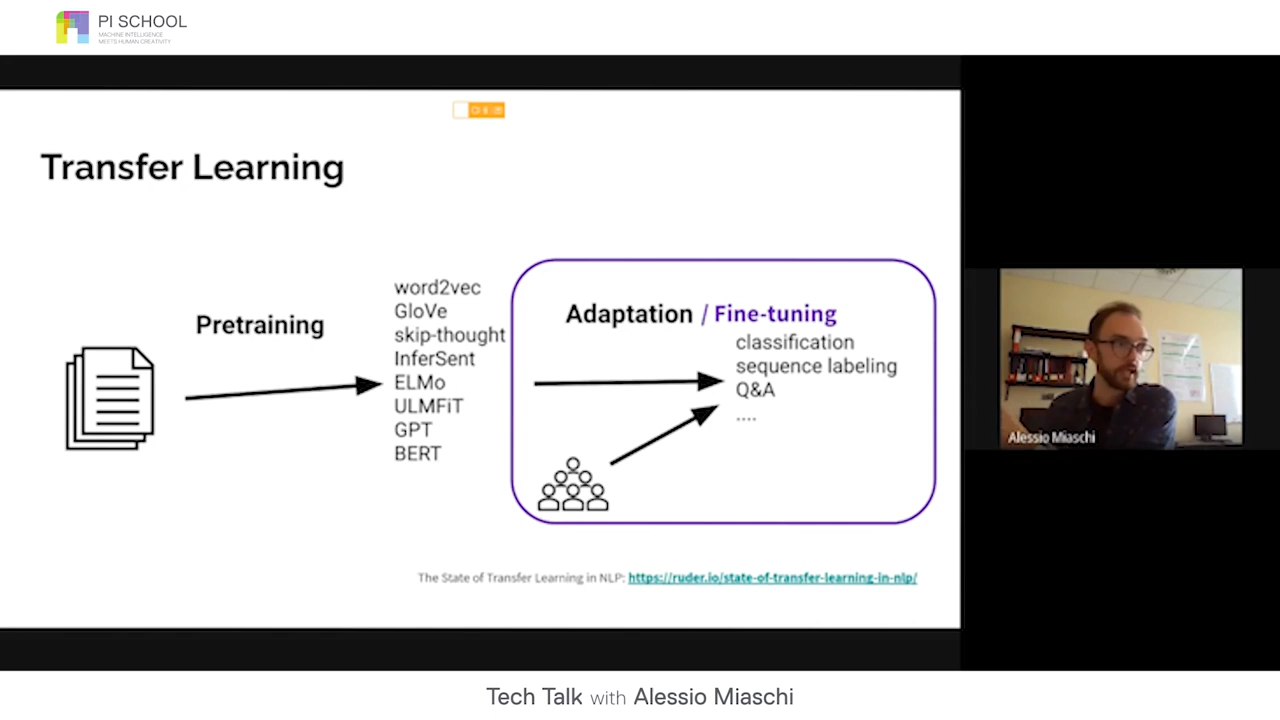 PI SCHOOL
MACHINE INTELLIGENCE
MEETS HUMAN CREATIVITY
Transfer Learning
Pretraining
word2vec
GloVe
skip-thought
InferSent
ELMo
ULMFiT
GPT
BERT
Adaptation / Fine-tuning
classification
sequence labeling
Q&A
....
The State of Transfer Learning in NLP: https://ruder.io/state-of-transfer-learning-in-nlp/
Alessio Miaschi
Tech Talk with Alessio Miaschi